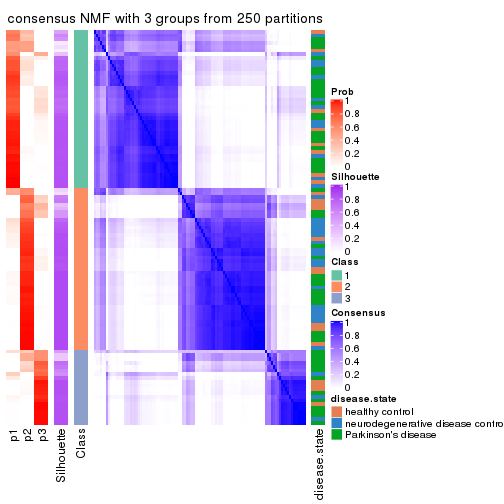 consensus NMF with 3 groups from 250 partitions
Prob
1
0.8
0.6
0.4
0.2
0
Silhouette
1
0.8
0.6
0.4
0.2
0
Class
1
2
3
Consensus
1
0.8
0.6
0.4
0.2
0
disease.state
healthy control
neurodegenerative disease contro
Parkinson's disease
p1
p2
p3
Silhouette
Class
disease.state